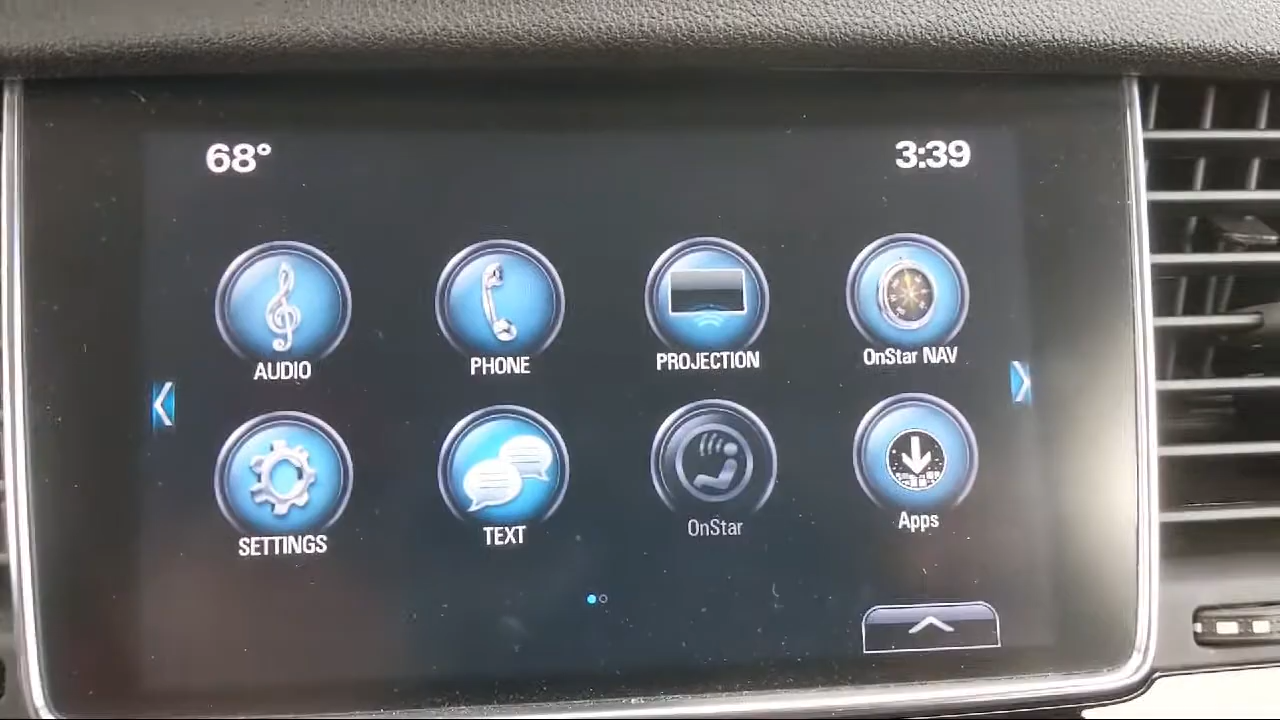 68° 3:39
AUDIO PHONE PROJECTION OnStar NAV
SETTINGS TEXT OnStar Apps